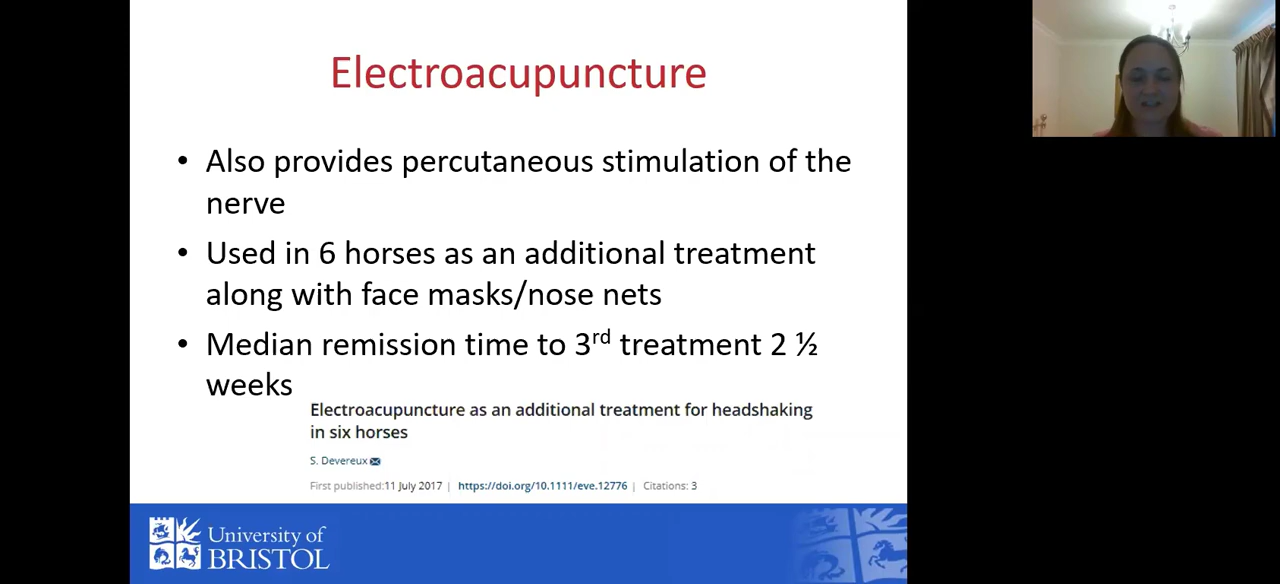 Electroacupuncture
• Also provides percutaneous stimulation of the
nerve
• Used in 6 horses as an additional treatment
along with face masks/nose nets
• Median remission time to 3rd treatment 2 ½
weeks
Electroacupuncture as an additional treatment for headshaking
in six horses
S. Devereux
First published:11 July 2017 | https://doi.org/10.1111/eve.12776 | Citations: 3
University of
BRISTOL